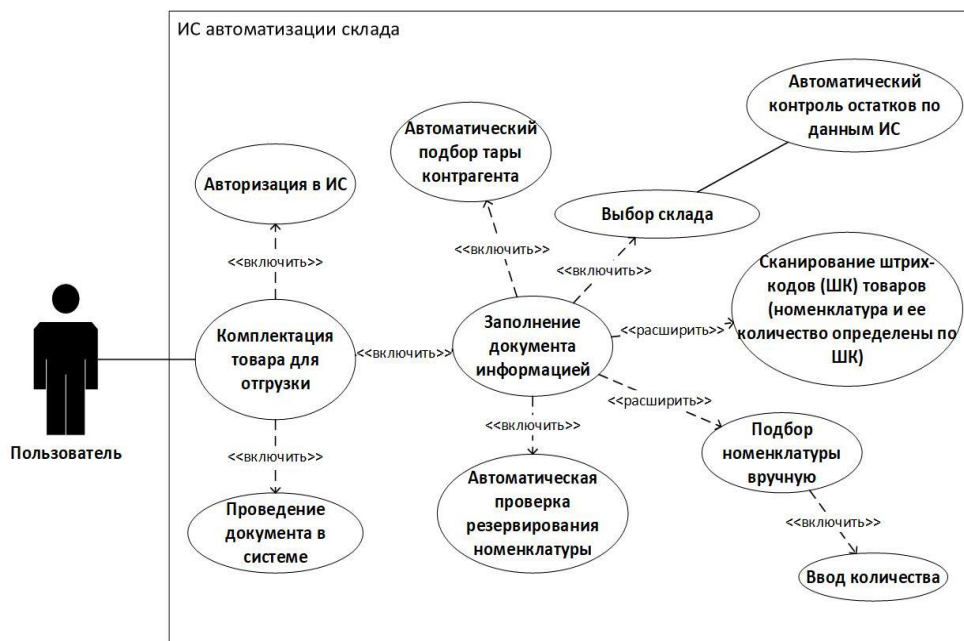 ИС автоматизации склада
Автоматический
контроль остатков по
данным ИС
Автоматический
подбор тары
контрагента
Авторизация в ИС
Выбор склада
<<включить>>
<<включить>>
<<включить>>
Сканирование штрих-
кодов (ШК) товаров
(номенклатура и ее
количество определены по
ШК)
Комплектация
товара для
отгрузки
<<включить>>
Заполнение
документа
информацией
<<расширить>>
<<расширить>>
Пользователь
<<включить>>
<<включить>>
Подбор
номенклатуры
вручную
Проведение
документа в
системе
Автоматическая
проверка
резервирования
номенклатуры
<<включить>>
Ввод количества